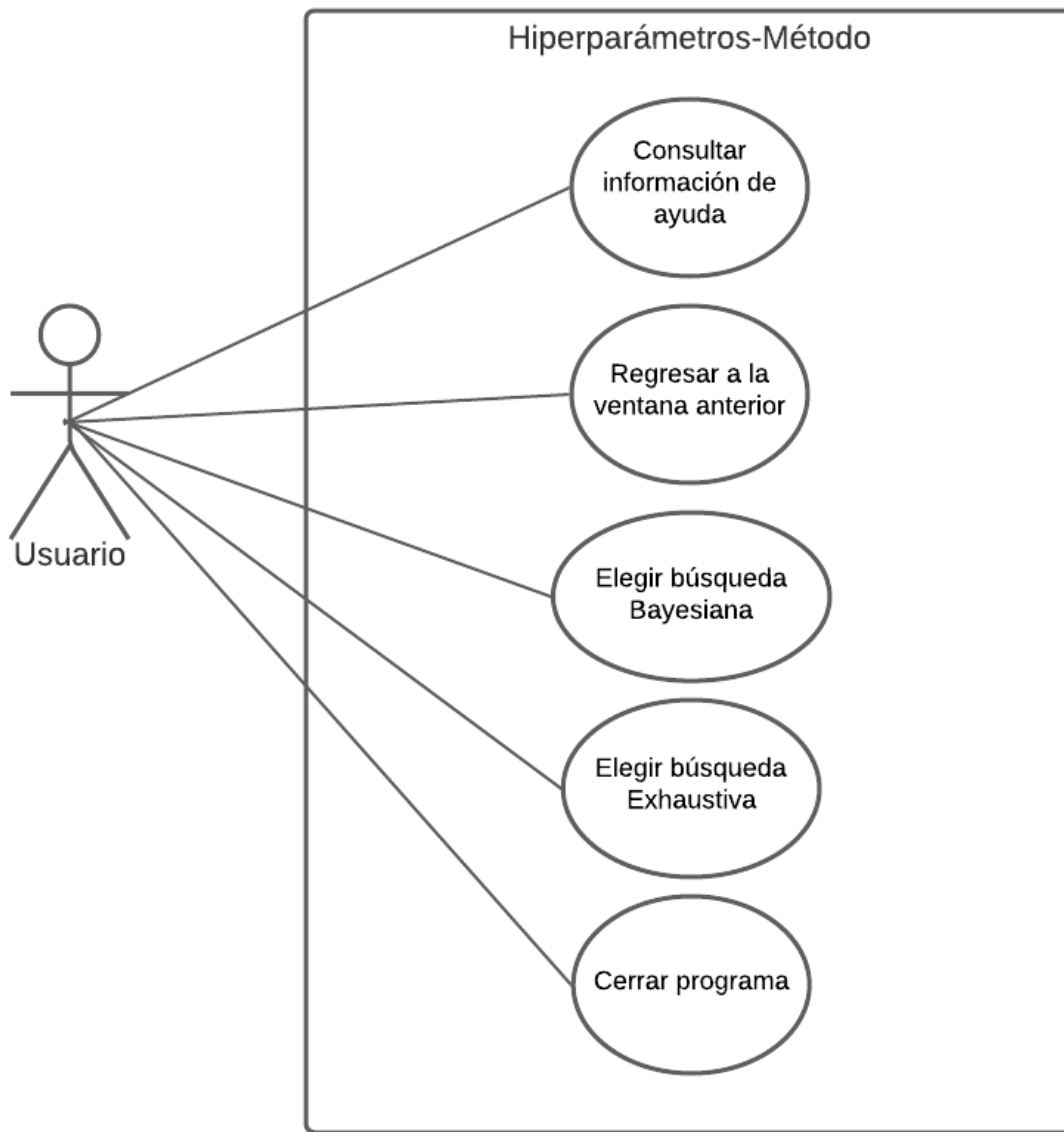 Hiperparámetros-Método
Consultar
información de
ayuda
Regresar a la
ventana anterior
Usuario
Elegir búsqueda
Bayesiana
Elegir búsqueda
Exhaustiva
Cerrar programa